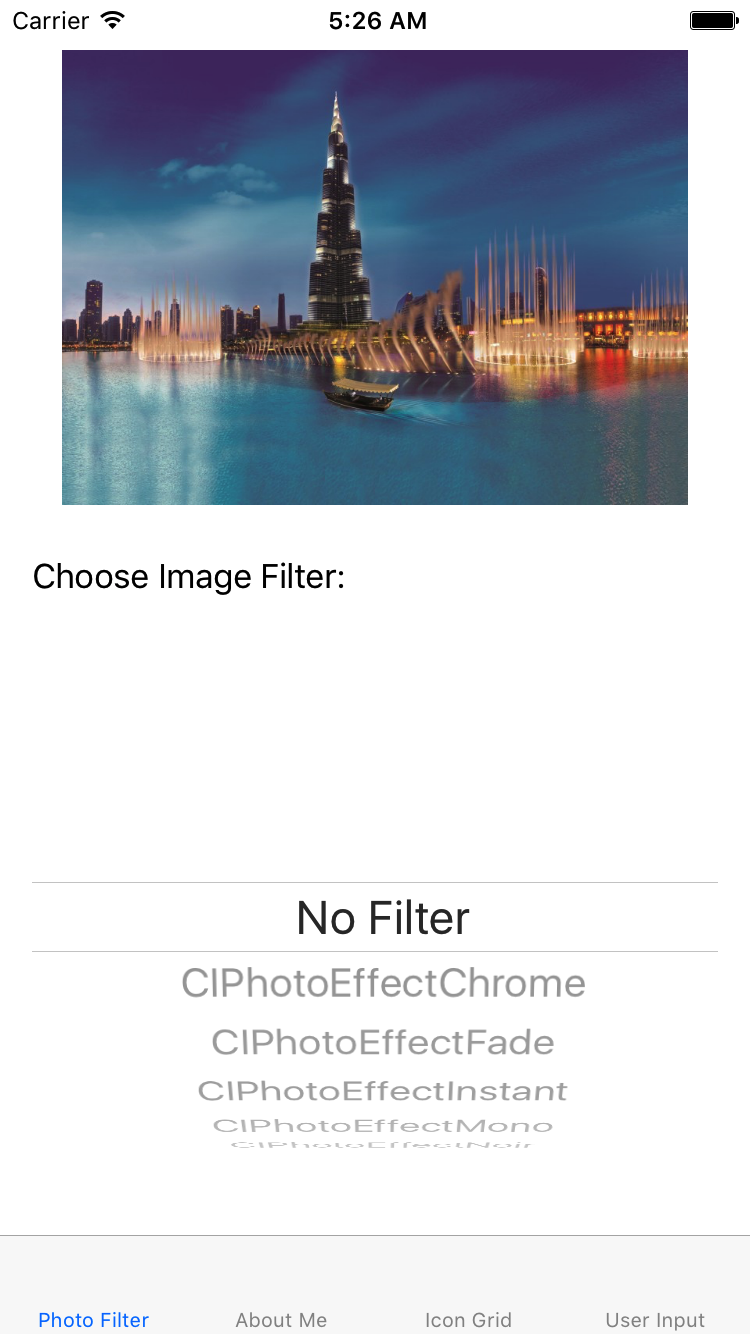 Carrier 5:26 AM
Choose Image Filter:
No Filter
CIPhotoEffectChrome
CIPhotoEffectFade
CIPhotoEffectInstant
CIPhotoEffectMono
CIPhotoEffectNoir
Photo Filter About Me Icon Grid User Input